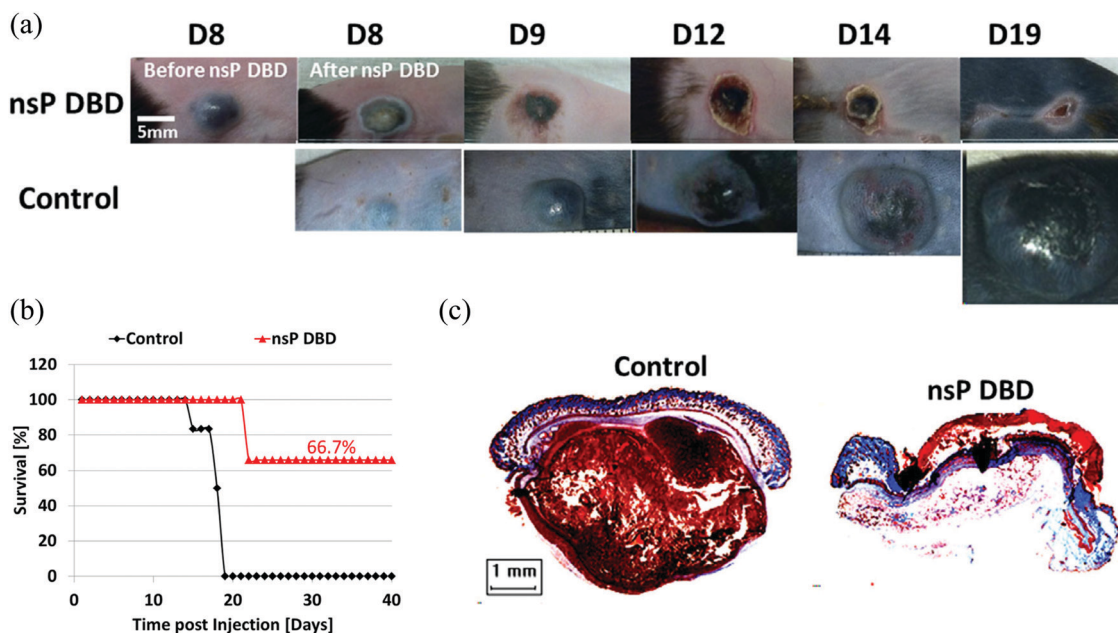 (a)
D8 D8 D9 D12 D14 D19
nsP DBD
Before nsP DBD
After nsP DBD
5mm
Control
(b)
Control
nsP DBD
120
100
80
60
40
20
0
66.7%
Survival [%]
0 10 20 30 40
Time post Injection [Days]
(c)
Control
nsP DBD
1 mm